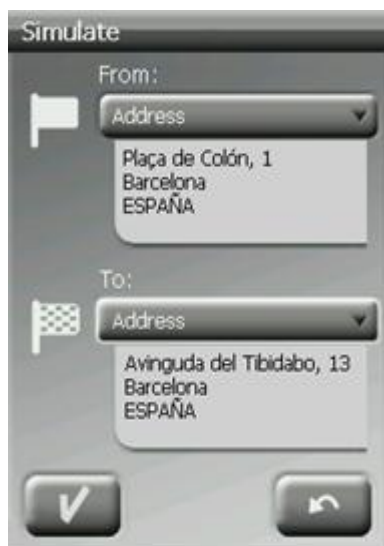 Simulate
From:
Address
Plaça de Colón, 1
Barcelona
ESPAÑA
To:
Address
Avinguda del Tibidabo, 13
Barcelona
ESPAÑA